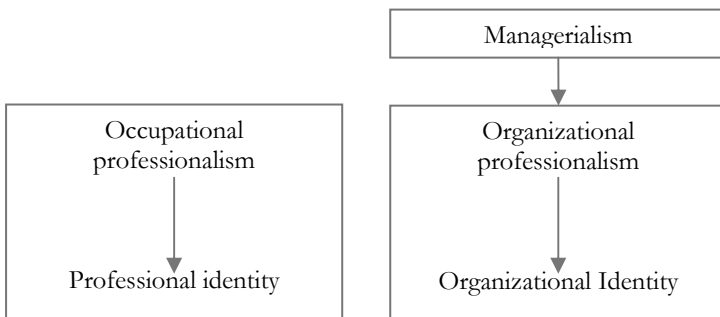 Managerialism
Occupational
professionalism
Professional identity
Organizational
professionalism
Organizational Identity